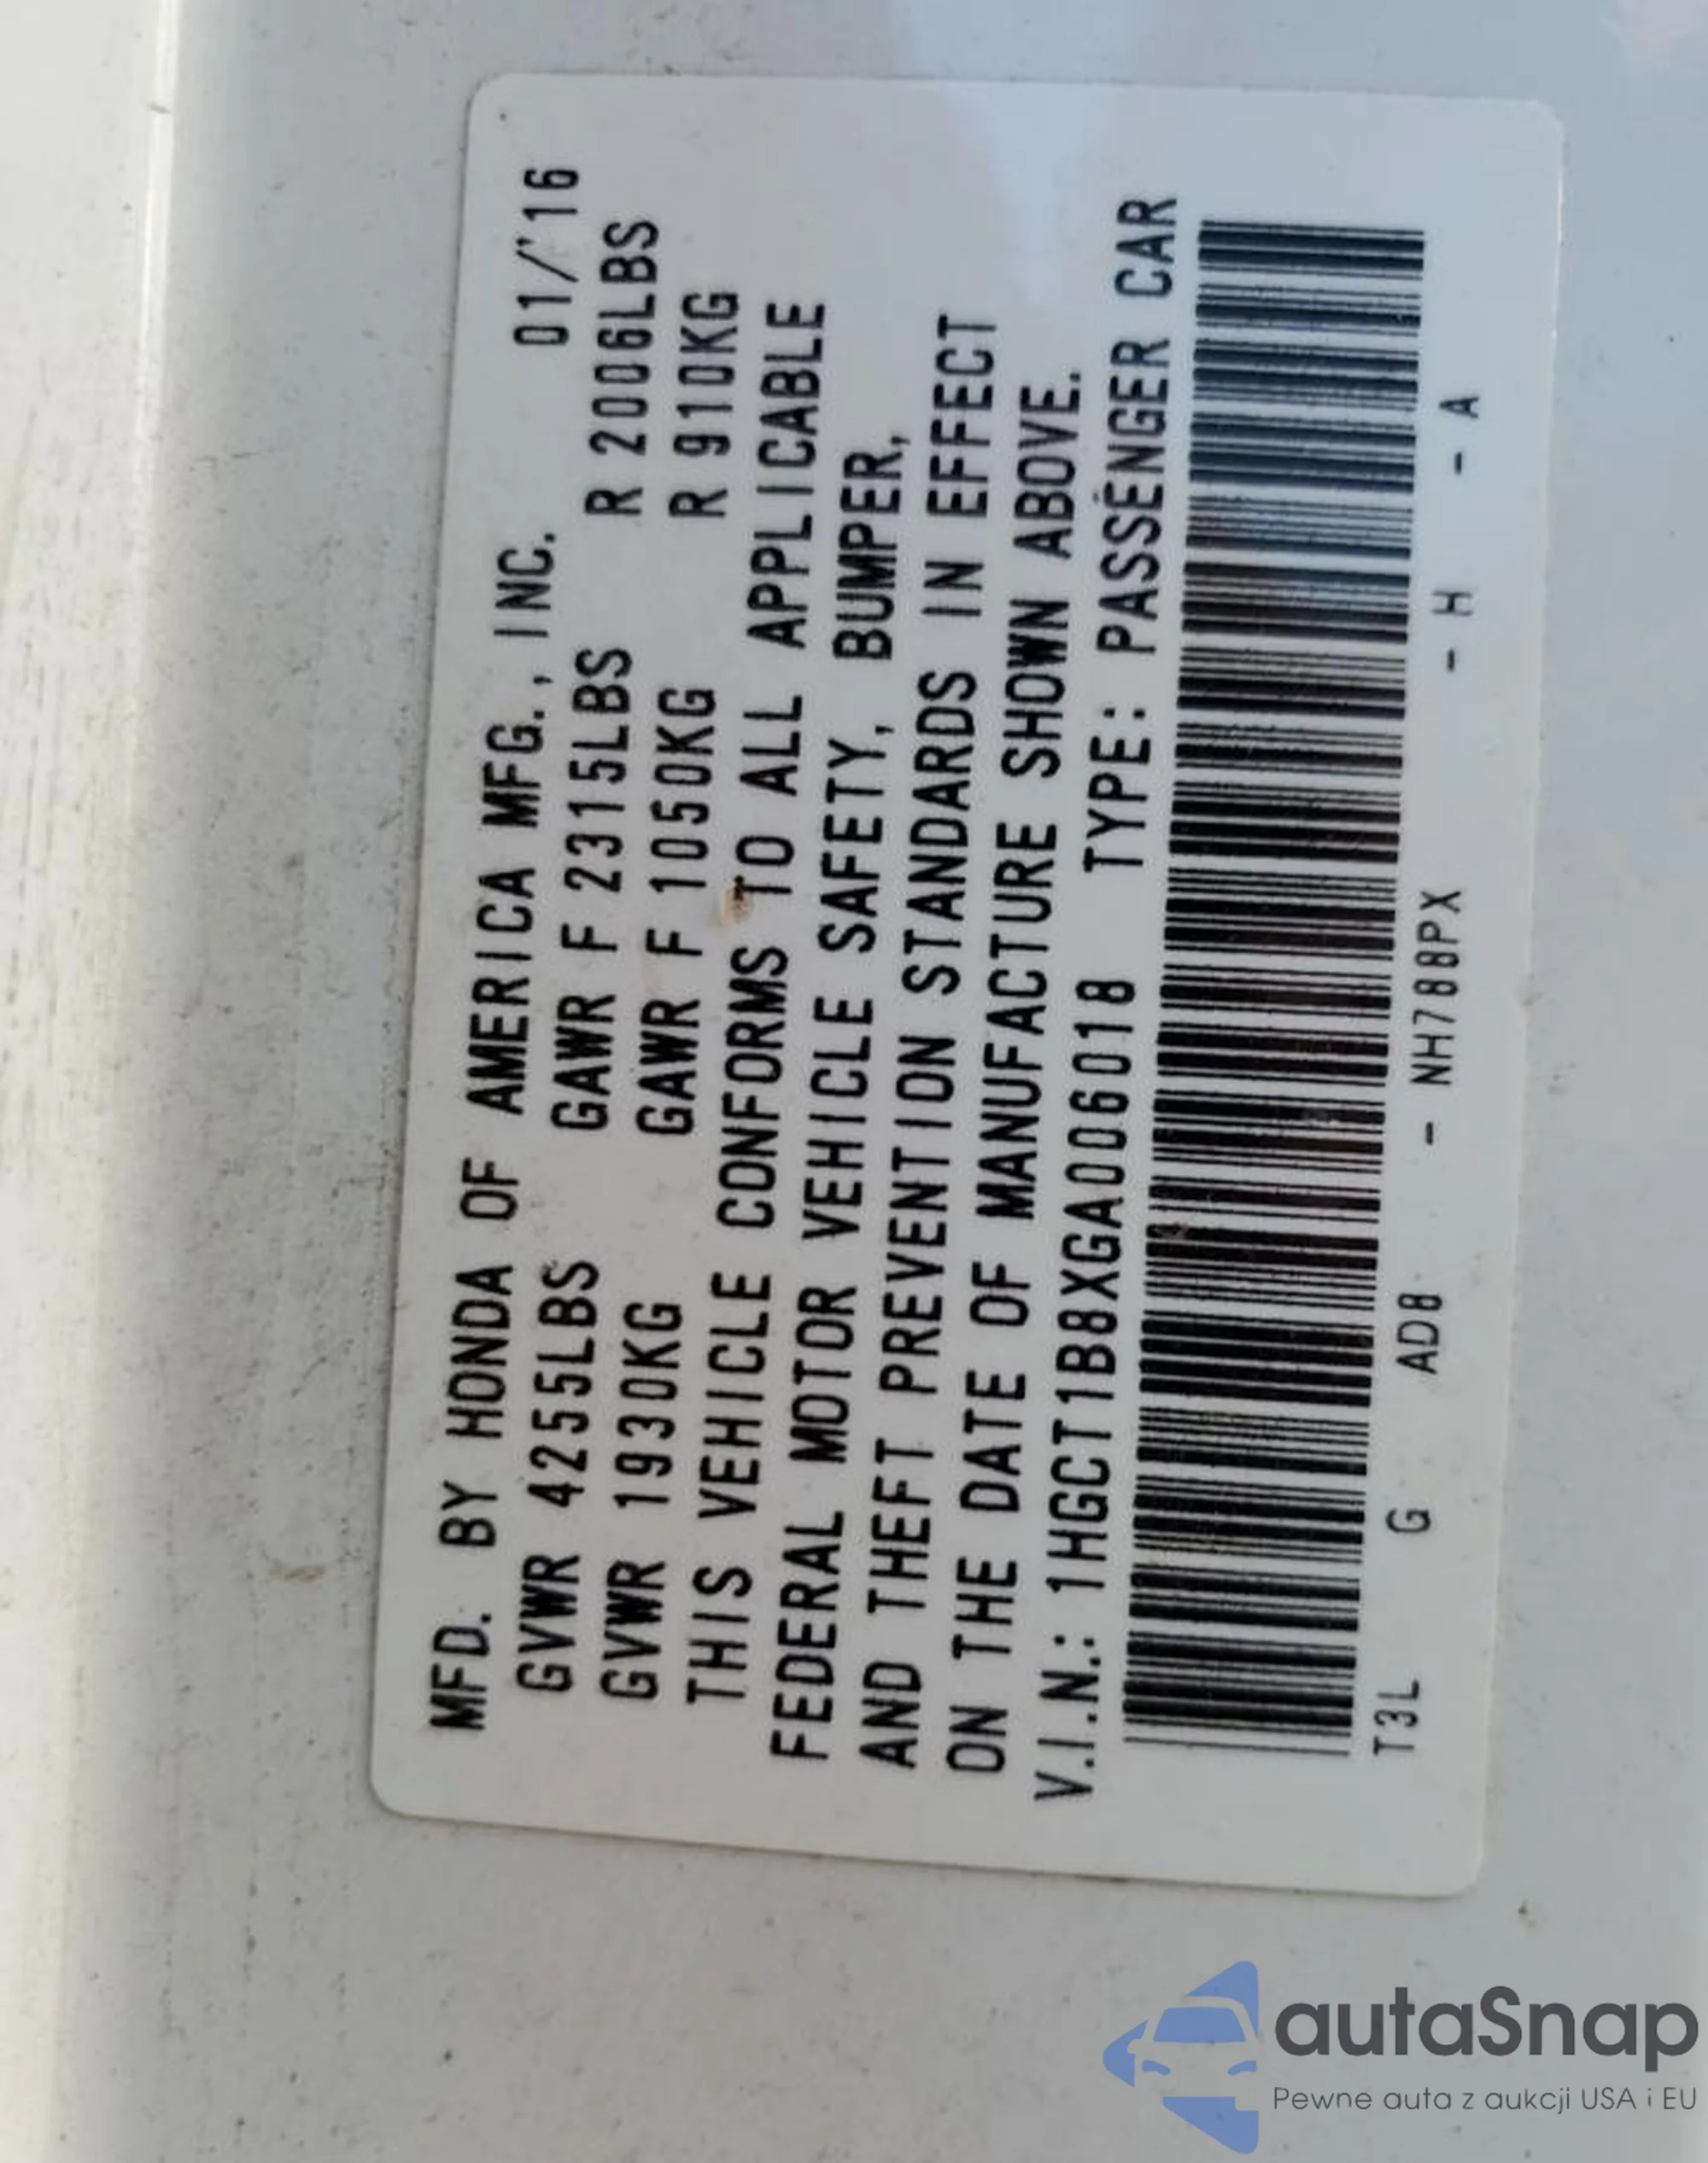 MFD. BY HONDA OF AMERICA MFG., INC. 01/'16
GVWR 4255LBS GAWR F 2315LBS R 2006LBS
GVWR 1930KG GAWR F 1050KG R 910KG
THIS VEHICLE CONFORMS TO ALL APPLICABLE
FEDERAL MOTOR VEHICLE SAFETY, BUMPER,
AND THEFT PREVENTION STANDARDS IN EFFECT
ON THE DATE OF MANUFACTURE SHOWN ABOVE.
V.I.N.: 1HGCT1B8XGA006018 TYPE: PASSENGER CAR
T3L G AD8 - NH788PX - H - A
autaSnap
Pewne auta z aukcji USA i EU